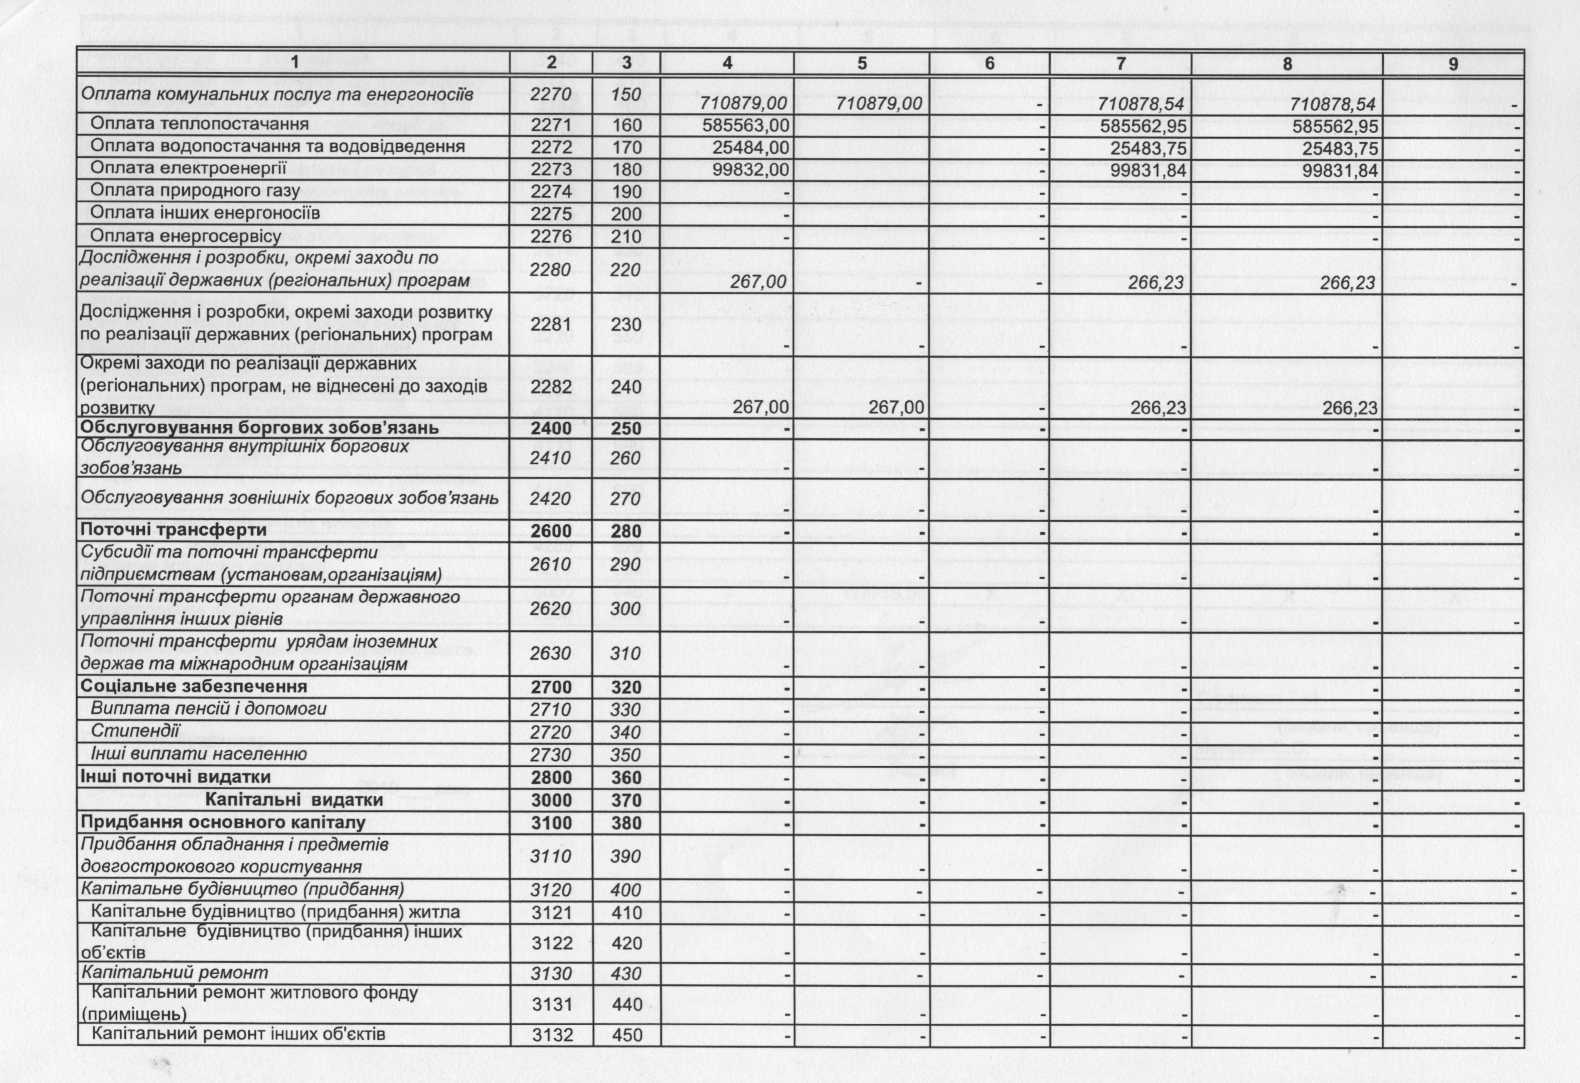 1 2 3 4 5 6 7 8 9
Оплата комунальних послуг та енергоносіїв 2270 150 710879,00 710879,00 - 710878,54 710878,54 -
Оплата теплопостачання 2271 160 585563,00 - 585562,95 585562,95 -
Оплата водопостачання та водовідведення 2272 170 25484,00 - 25483,75 25483,75 -
Оплата електроенергії 2273 180 99832,00 - 99831,84 99831,84 -
Оплата природного газу 2274 190 - - - - -
Оплата інших енергоносіїв 2275 200 - - - - -
Оплата енергосервісу 2276 210 - - - - -
Дослідження і розробки, окремі заходи по
реалізації державних (регіональних) програм 2280 220 267,00 - - 266,23 266,23 -
Дослідження і розробки, окремі заходи розвитку
по реалізації державних (регіональних) програм 2281 230 - - - - - -
Окремі заходи по реалізації державних
(регіональних) програм, не віднесені до заходів
розвитку 2282 240 267,00 267,00 - 266,23 266,23 -
Обслуговування боргових зобов'язань 2400 250 - - - - - -
Обслуговування внутрішніх боргових
зобов'язань 2410 260 - - - - - -
Обслуговування зовнішніх боргових зобов'язань 2420 270 - - - - - -
Поточні трансферти 2600 280 - - - - - -
Субсидії та поточні трансферти
підприємствам (установам,організаціям) 2610 290 - - - - - -
Поточні трансферти органам державного
управління інших рівнів 2620 300 - - - - - -
Поточні трансферти урядам іноземних
держав та міжнародним організаціям 2630 310 - - - - - -
Соціальне забезпечення 2700 320 - - - - - -
Виплата пенсій і допомоги 2710 330 - - - - - -
Стипендії 2720 340 - - - - - -
Інші виплати населенню 2730 350 - - - - - -
Інші поточні видатки 2800 360 - - - - - -
Капітальні видатки 3000 370 - - - - - -
Придбання основного капіталу 3100 380 - - - - - -
Придбання обладнання і предметів
довгострокового користування 3110 390 - - - - - -
Капітальне будівництво (придбання) 3120 400 - - - - - -
Капітальне будівництво (придбання) житла 3121 410 - - - - - -
Капітальне будівництво (придбання) інших
об'єктів 3122 420 - - - - - -
Капітальний ремонт 3130 430 - - - - - -
Капітальний ремонт житлового фонду
(приміщень) 3131 440 - - - - - -
Капітальний ремонт інших об'єктів 3132 450 - - - - - -